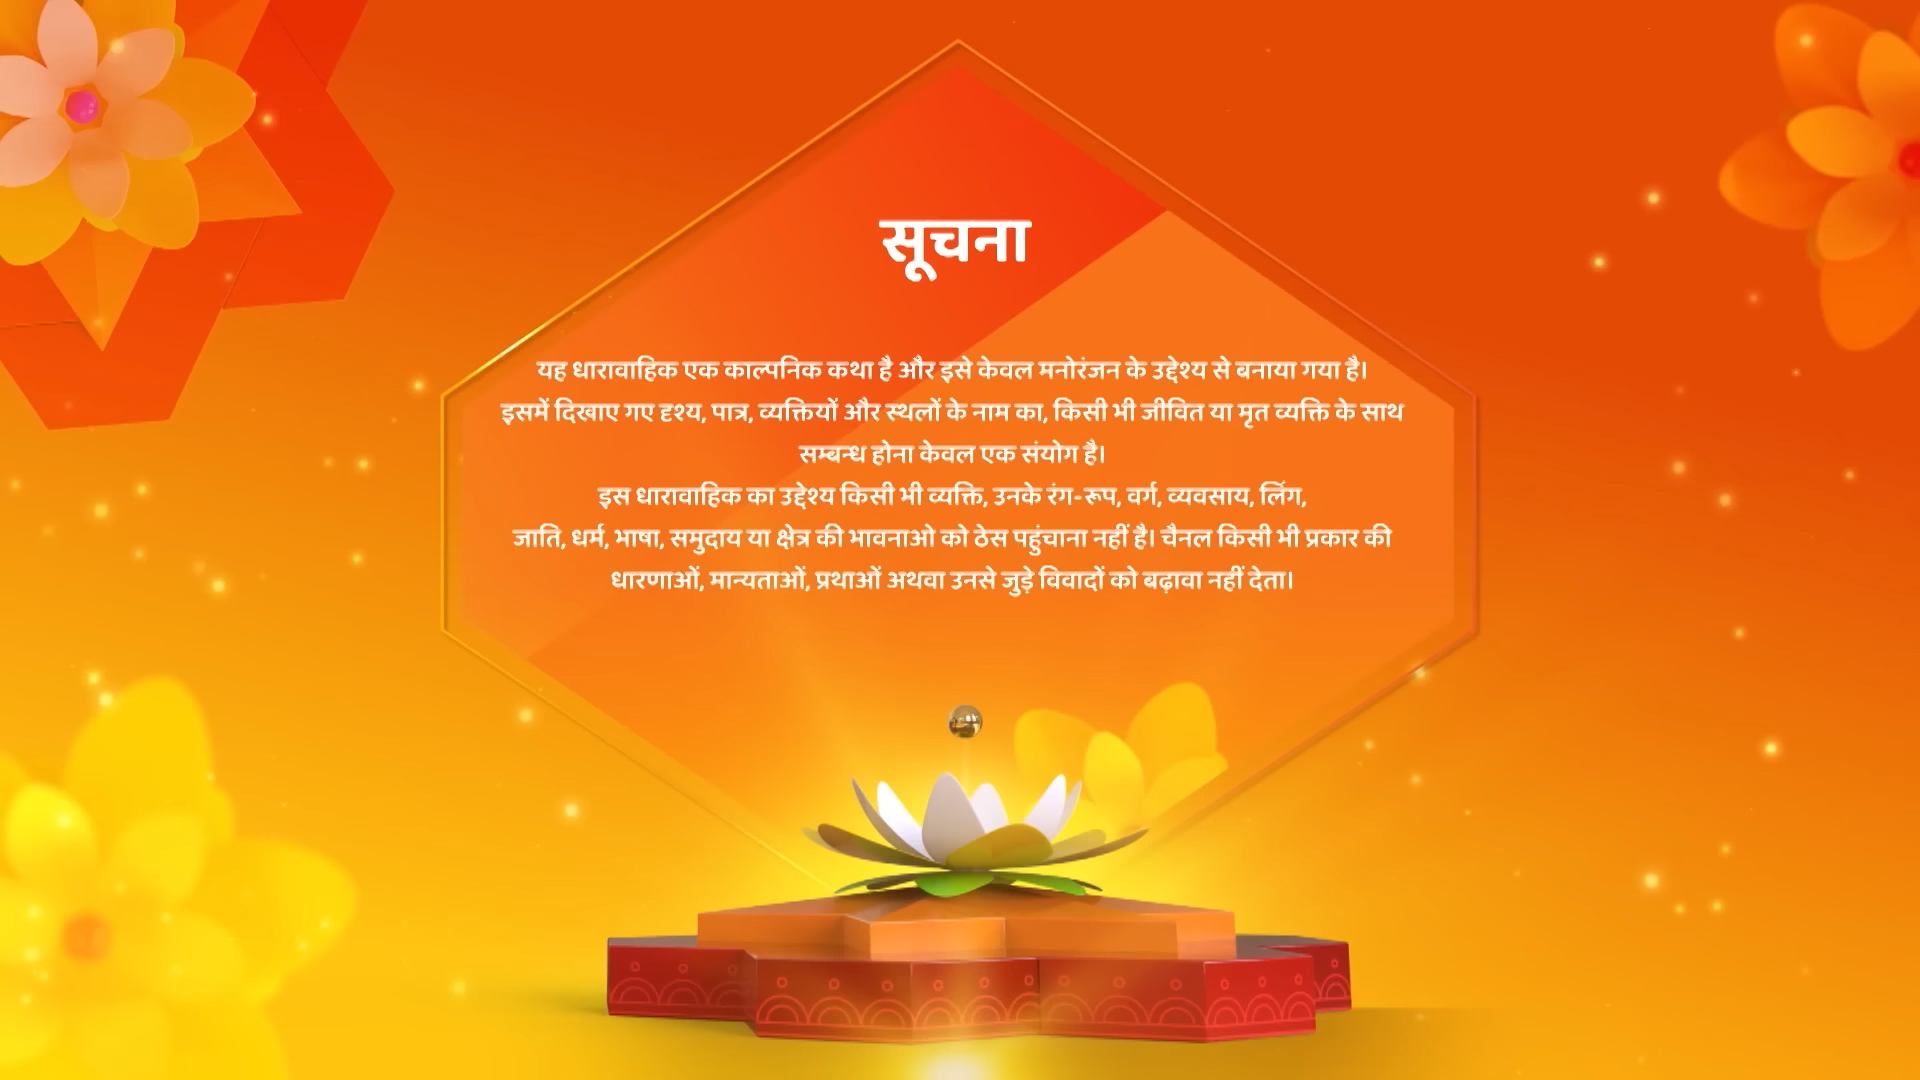 सूचना
यह धारावाहिक एक काल्पनिक कथा है और इसे केवल मनोरंजन के उद्देश्य से बनाया गया है।
इसमें दिखाए गए दृश्य, पात्र, व्यक्तियों और स्थलों के नाम का, किसी भी जीवित या मृत व्यक्ति के साथ
सम्बन्ध होना केवल एक संयोग है।
इस धारावाहिक का उद्देश्य किसी भी व्यक्ति, उनके रंग-रूप, वर्ग, व्यवसाय, लिंग,
जाति, धर्म, भाषा, समुदाय या क्षेत्र की भावनाओ को ठेस पहुंचाना नहीं है। चैनल किसी भी प्रकार की
धारणाओं, मान्यताओं, प्रथाओं अथवा उनसे जुड़े विवादों को बढ़ावा नहीं देता।